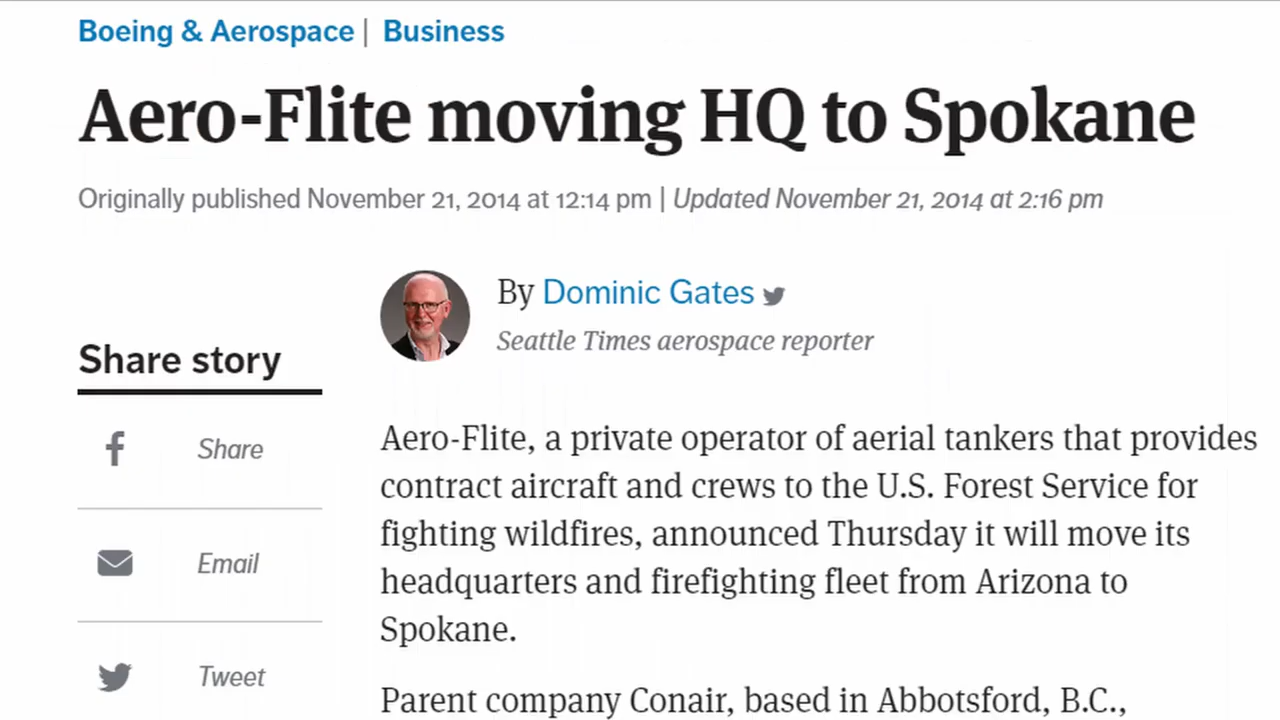 Boeing & Aerospace | Business
Aero-Flite moving HQ to Spokane
Originally published November 21, 2014 at 12:14 pm | Updated November 21, 2014 at 2:16 pm
By Dominic Gates
Seattle Times aerospace reporter
Share story
Share
Email
Tweet
Aero-Flite, a private operator of aerial tankers that provides
contract aircraft and crews to the U.S. Forest Service for
fighting wildfires, announced Thursday it will move its
headquarters and firefighting fleet from Arizona to
Spokane.
Parent company Conair, based in Abbotsford, B.C.,